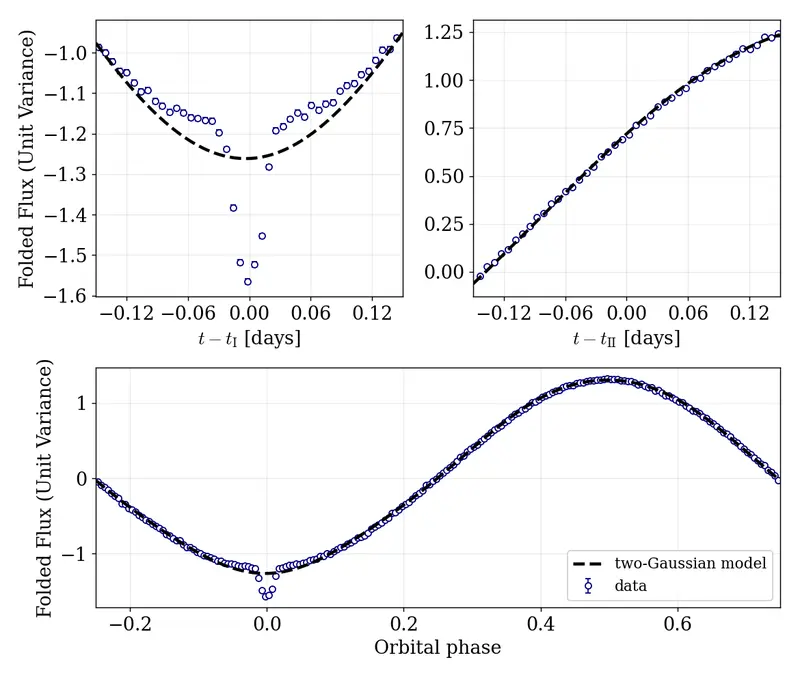 Folded Flux (Unit Variance)
−1.0
−1.1
−1.2
−1.3
−1.4
−1.5
−1.6
−0.12 −0.06 0.00 0.06 0.12
t − tI [days]
1.25
1.00
0.75
0.50
0.25
0.00
−0.12 −0.06 0.00 0.06 0.12
t − tII [days]
Folded Flux (Unit Variance)
1
0
−1
two-Gaussian model
data
−0.2 0.0 0.2 0.4 0.6
Orbital phase